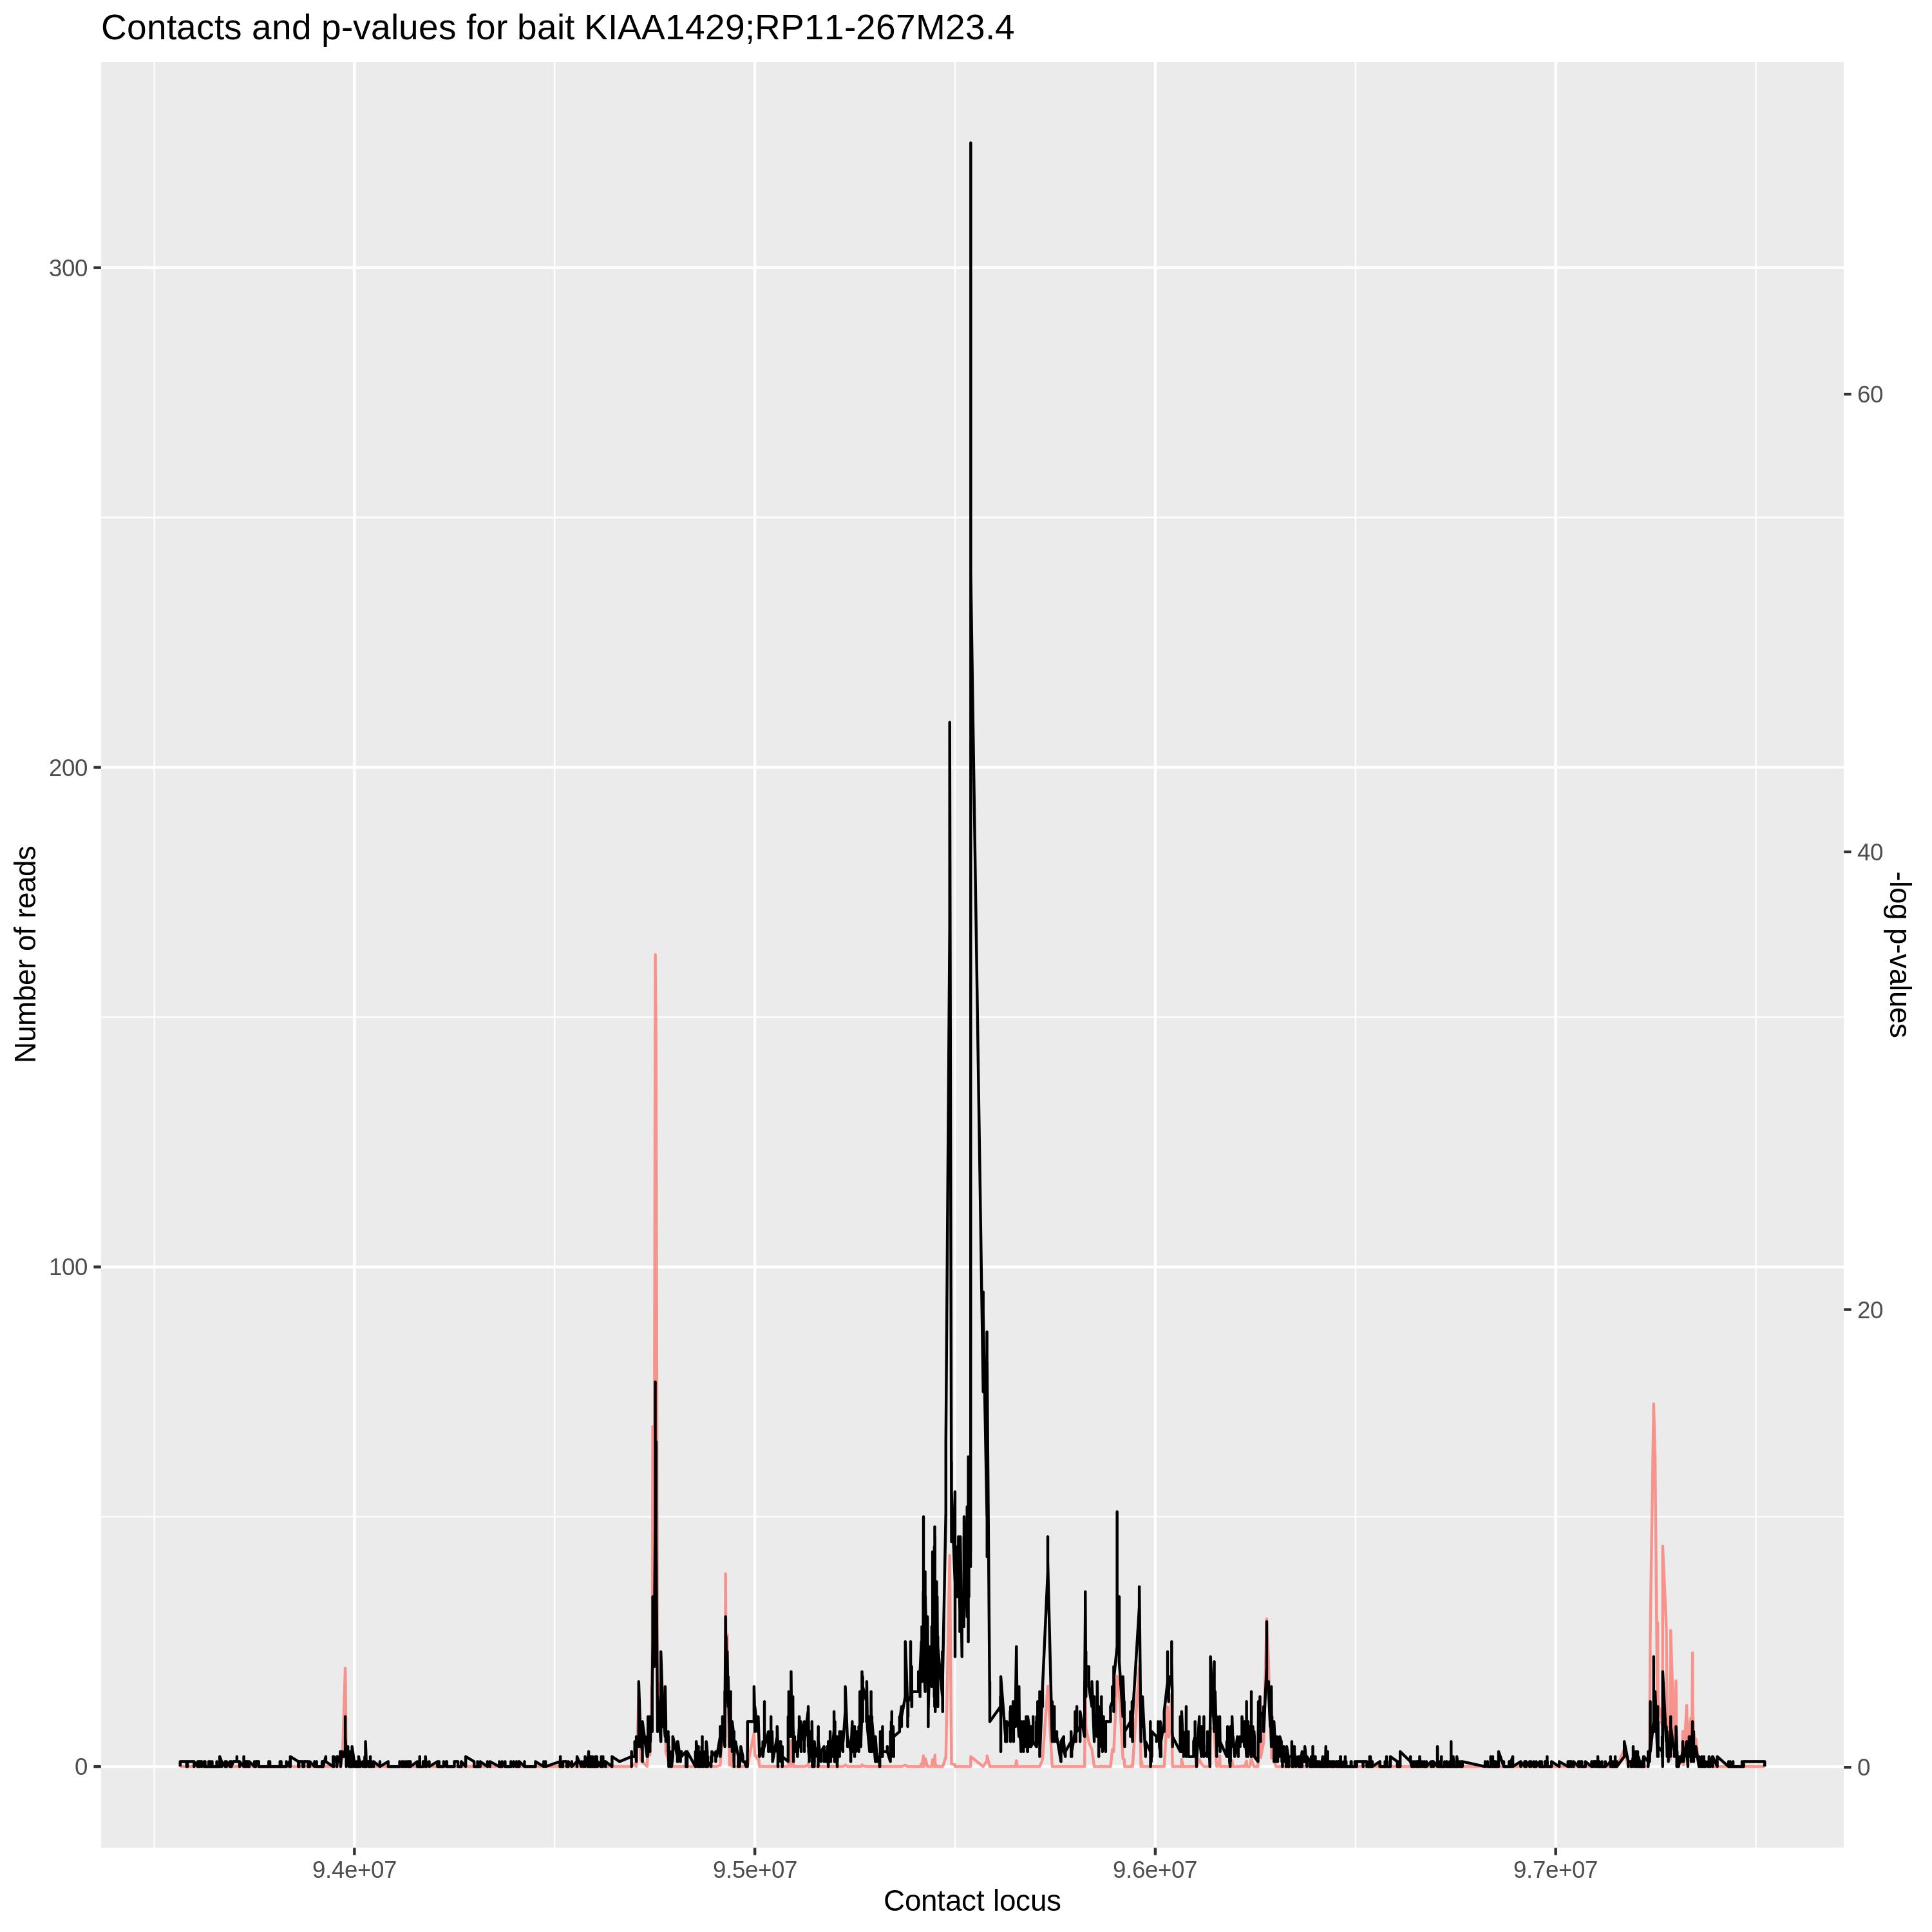 Contacts and p-values for bait KIAA1429;RP11-267M23.4
300
200
100
0
Number of reads
60
40
20
0
-log p-values
9.4e+07
9.5e+07
9.6e+07
9.7e+07
Contact locus